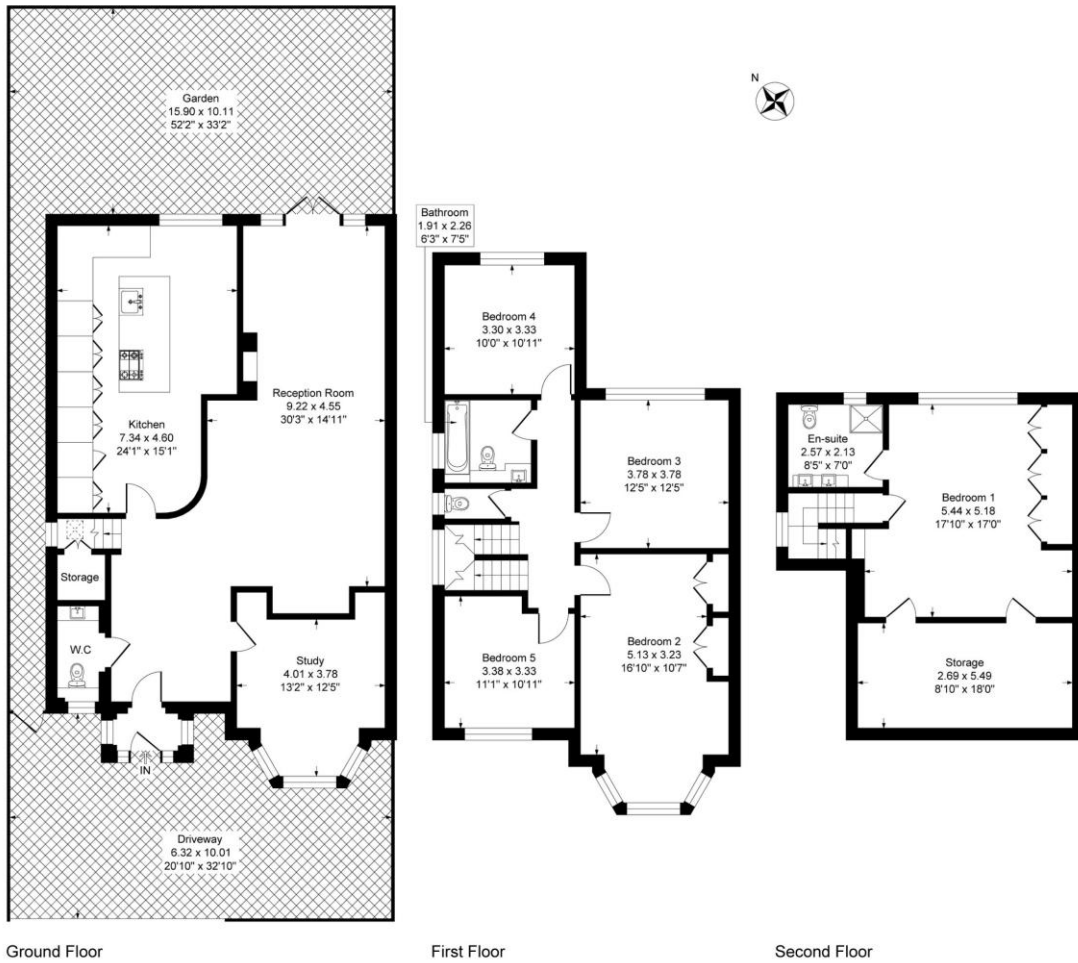 Garden
15.90 x 10.11
52'2" x 33'2"
Kitchen
7.34 x 4.60
24'1" x 15'1"
Reception Room
9.22 x 4.55
30'3" x 14'11"
Storage
W.C
Study
4.01 x 3.78
13'2" x 12'5"
IN
Driveway
6.32 x 10.01
20'10" x 32'10"
Ground Floor
Bathroom
1.91 x 2.26
6'3" x 7'5"
Bedroom 4
3.30 x 3.33
10'0" x 10'11"
Bedroom 3
3.78 x 3.78
12'5" x 12'5"
Bedroom 2
5.13 x 3.23
16'10" x 10'7"
Bedroom 5
3.38 x 3.33
11'1" x 10'11"
First Floor
N
En-suite
2.57 x 2.13
8'5" x 7'0"
Bedroom 1
5.44 x 5.18
17'10" x 17'0"
Storage
2.69 x 5.49
8'10" x 18'0"
Second Floor